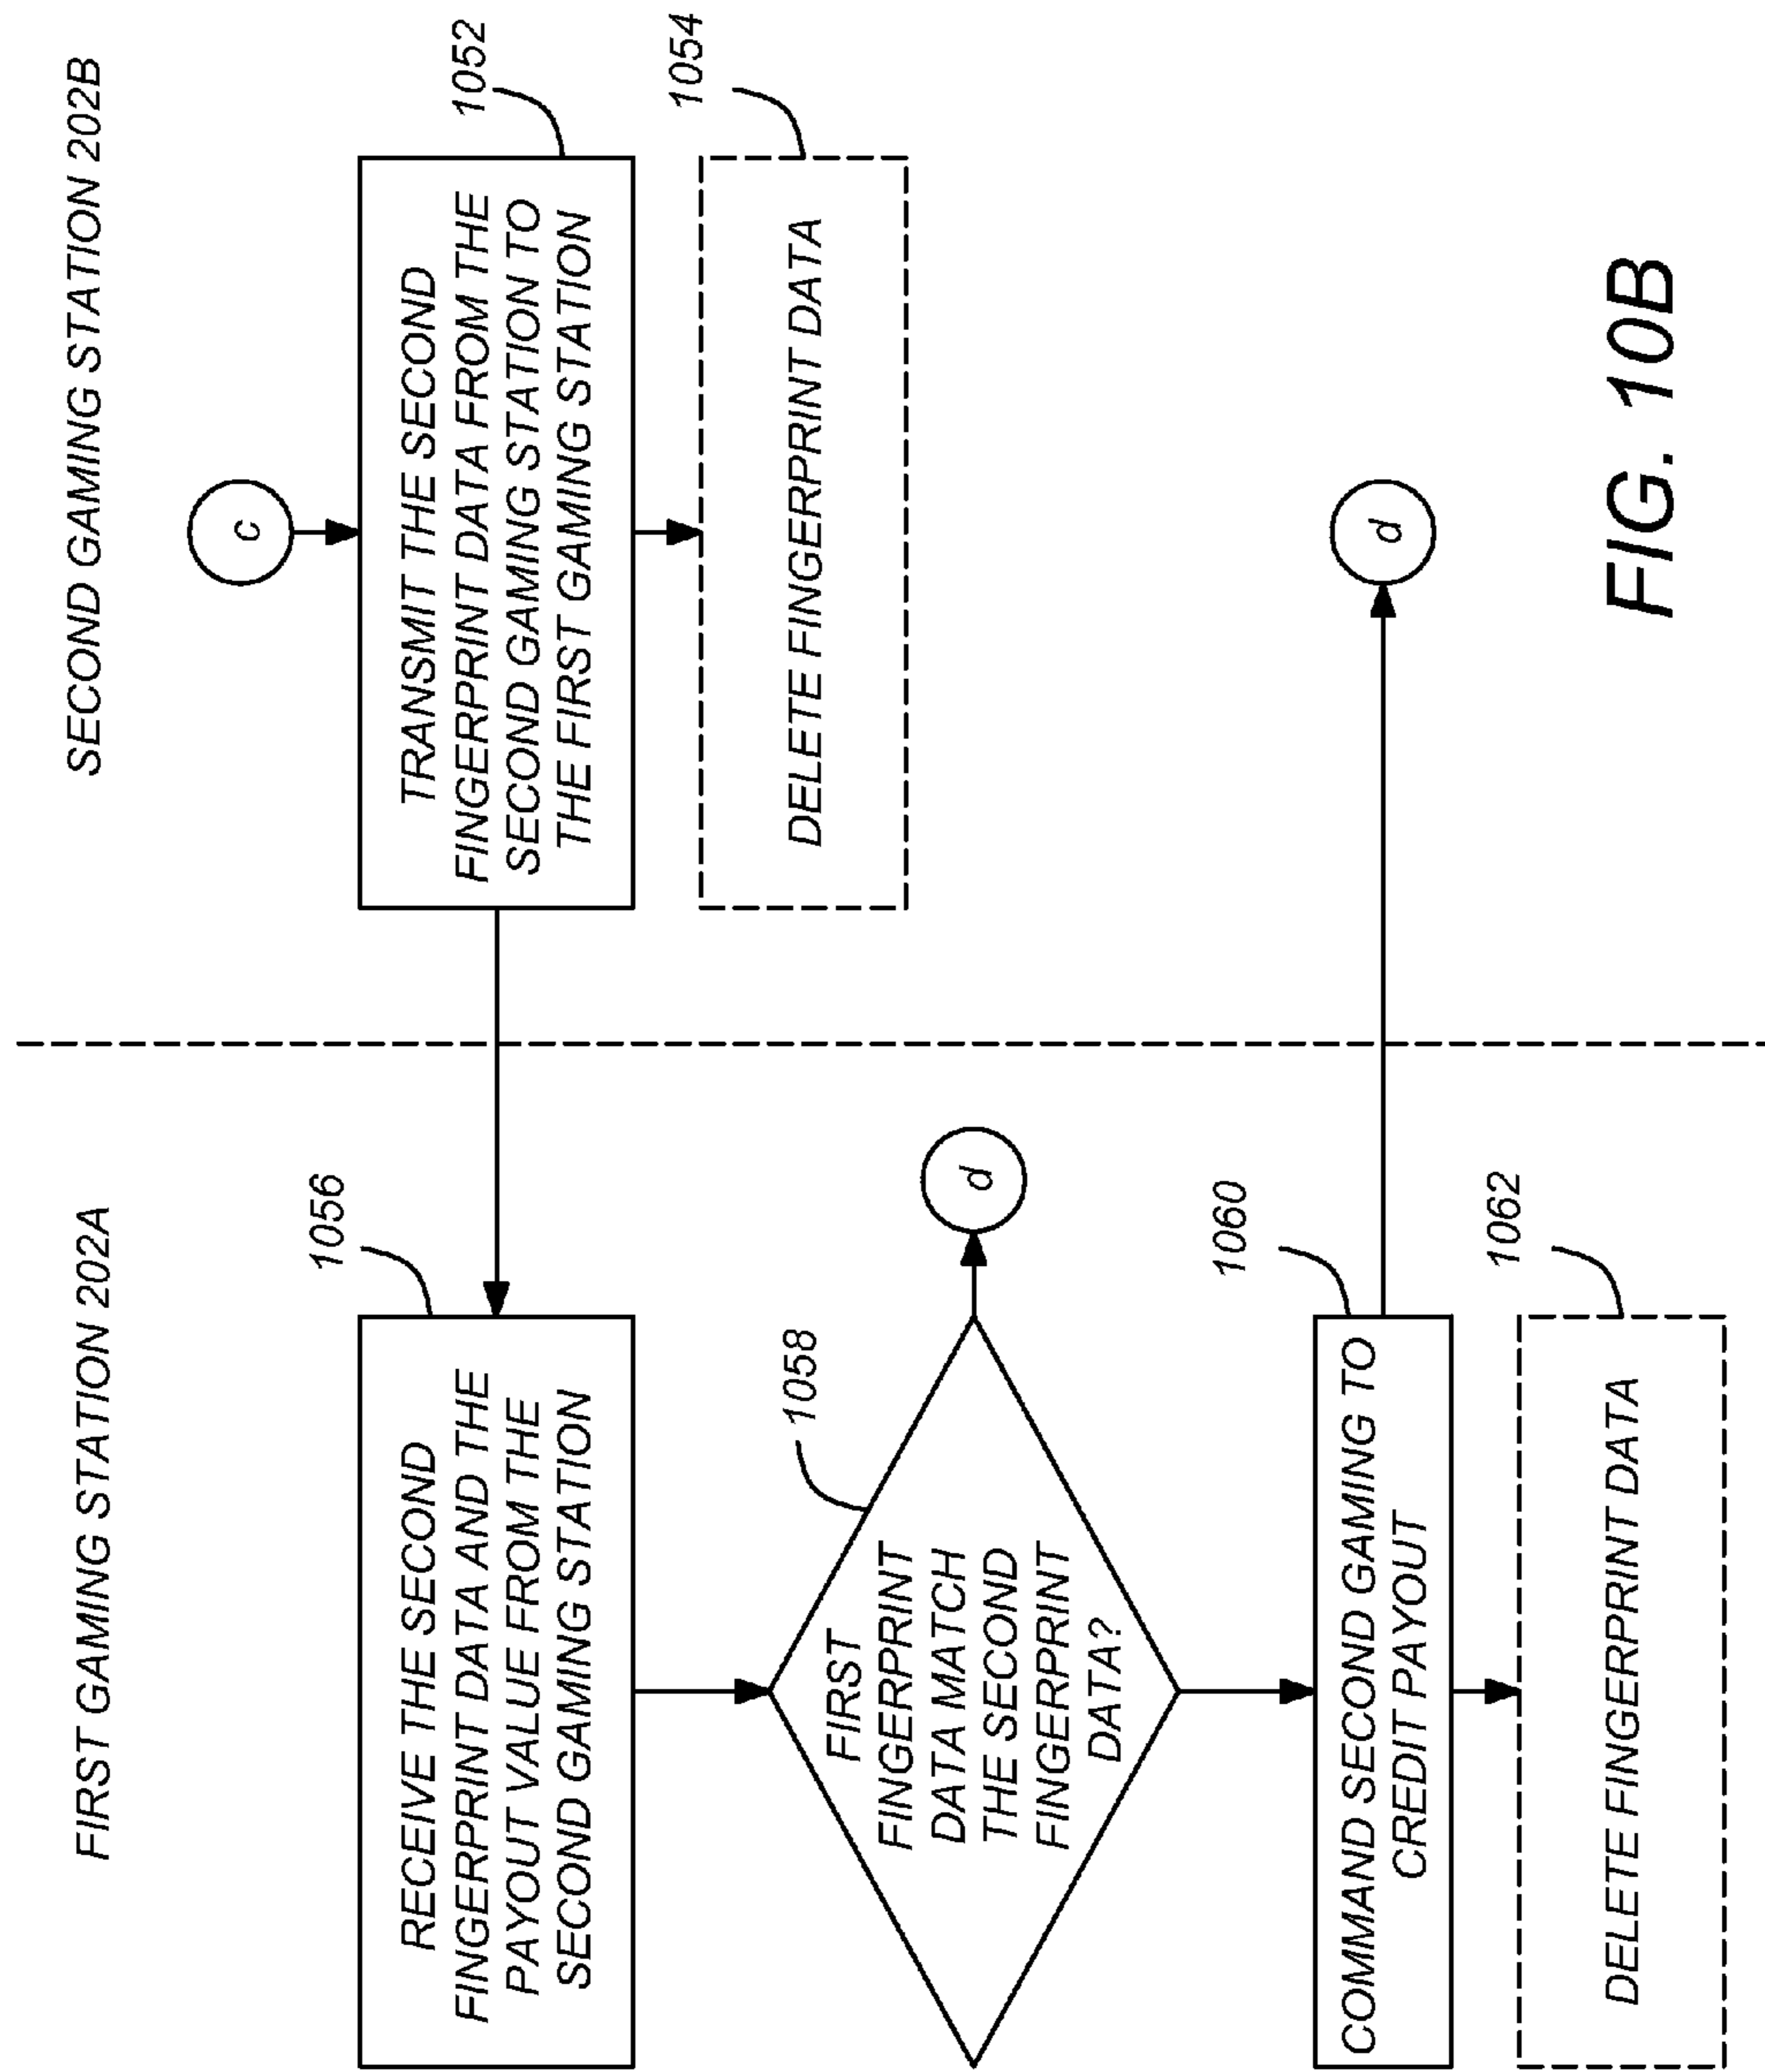 FIRST GAMING STATION 202A
SECOND GAMING STATION 202B
c
1052
TRANSMIT THE SECOND
FINGERPRINT DATA FROM THE
SECOND GAMING STATION TO
THE FIRST GAMING STATION
1054
DELETE FINGERPRINT DATA
1056
RECEIVE THE SECOND
FINGERPRINT DATA AND THE
PAYOUT VALUE FROM THE
SECOND GAMING STATION
1058
FIRST
FINGERPRINT
DATA MATCH
THE SECOND
FINGERPRINT
DATA?
d
1060
COMMAND SECOND GAMING TO
CREDIT PAYOUT
d
1062
DELETE FINGERPRINT DATA
FIG. 10B